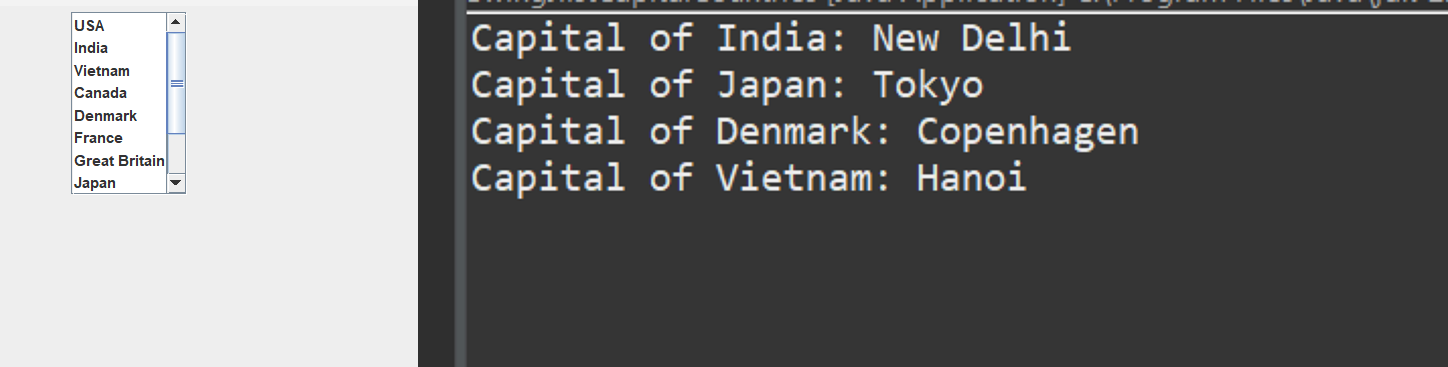 USA
India
Vietnam
Canada
Denmark
France
Great Britain
Japan
Capital of India: New Delhi
Capital of Japan: Tokyo
Capital of Denmark: Copenhagen
Capital of Vietnam: Hanoi